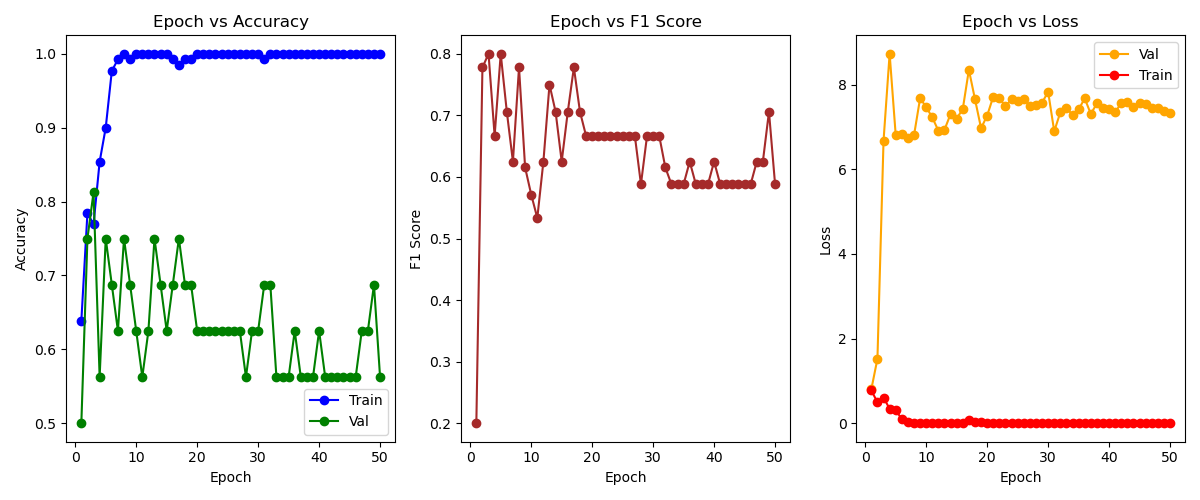 Epoch vs Accuracy
Accuracy
1.0
0.9
0.8
0.7
0.6
0.5
0 10 20 30 40 50
Epoch
Train
Val
Epoch vs F1 Score
F1 Score
0.8
0.7
0.6
0.5
0.4
0.3
0.2
0 10 20 30 40 50
Epoch
Epoch vs Loss
Loss
8
6
4
2
0
0 10 20 30 40 50
Epoch
Val
Train